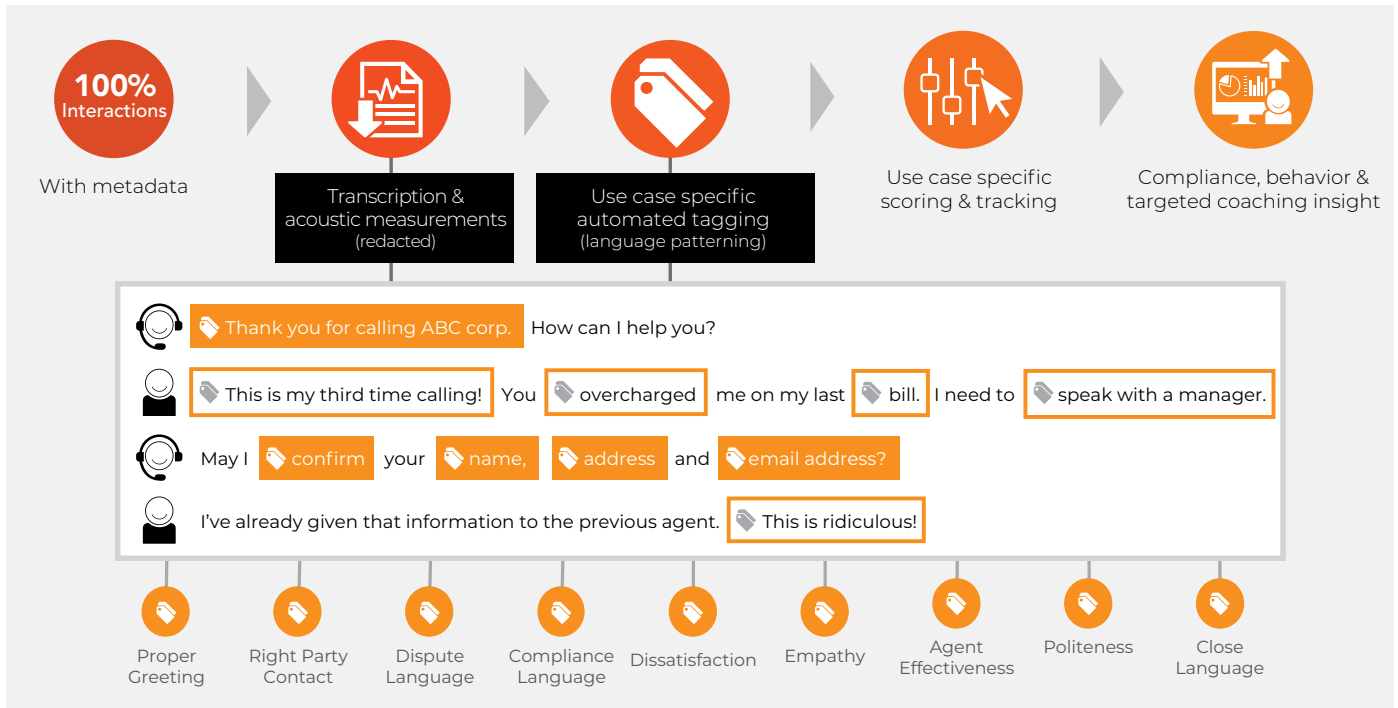 100%
Interactions
With metadata
Transcription &
acoustic measurements
(redacted)
Use case specific
automated tagging
(language patterning)
Use case specific
scoring & tracking
Compliance, behavior &
targeted coaching insight
Thank you for calling ABC corp. How can I help you?
This is my third time calling! You overcharged me on my last bill. I need to speak with a manager.
May I confirm your name, address and email address?
I’ve already given that information to the previous agent. This is ridiculous!
Proper
Greeting
Right Party
Contact
Dispute
Language
Compliance
Language
Dissatisfaction
Empathy
Agent
Effectiveness
Politeness
Close
Language